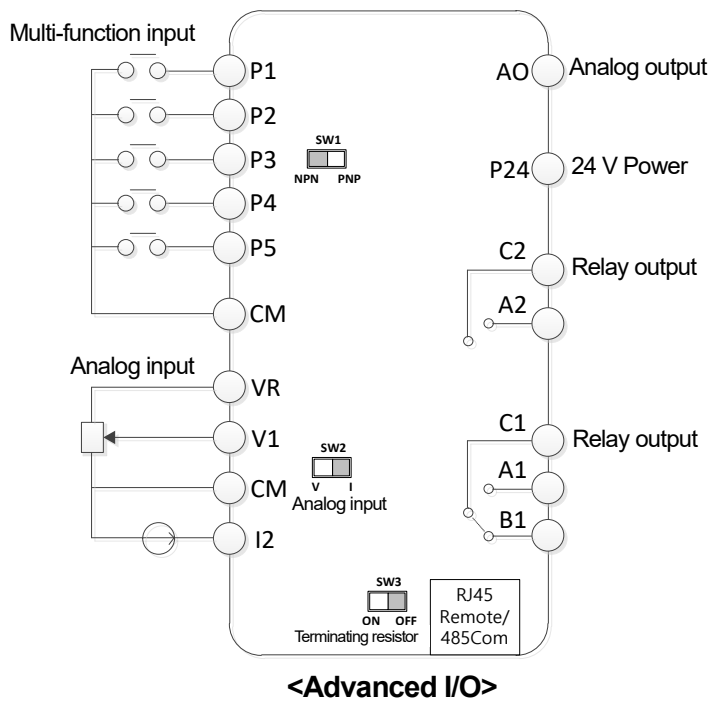 Multi-function input
P1
P2
P3
P4
P5
CM
SW1
NPN PNP
Analog input
VR
V1
CM
I2
SW2
V I
Analog input
SW3
ON OFF
Terminating resistor
RJ45
Remote/
485Com
AO
Analog output
P24
24 V Power
C2
Relay output
A2
C1
Relay output
A1
B1
<Advanced I/O>